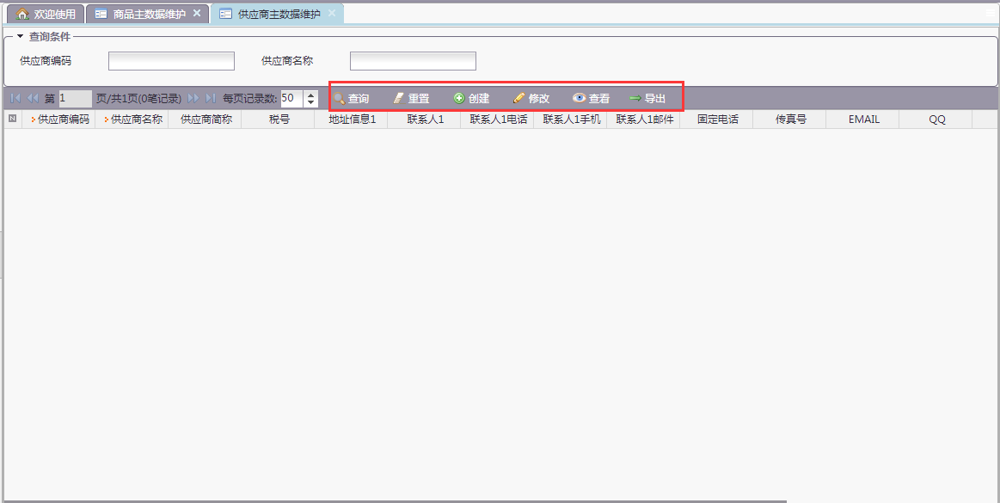 欢迎使用 商品主数据维护 供应商主数据维护
查询条件
供应商编码 供应商名称
第 1 页/共1页(0笔记录) 每页记录数: 50 查询 重置 创建 修改 查看 导出
N 供应商编码 供应商名称 供应商简称 税号 地址信息1 联系人1 联系人1电话 联系人1手机 联系人1邮件 固定电话 传真号 EMAIL QQ